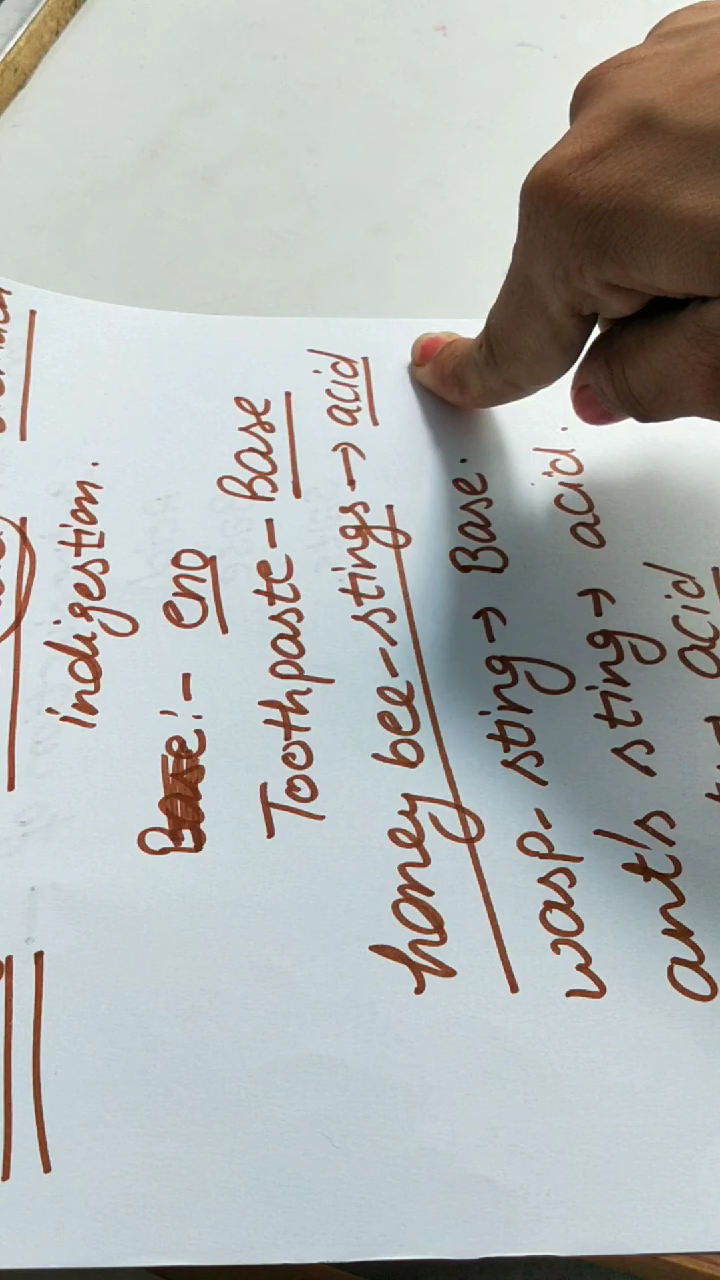 indigestion.
Base:- eno
Toothpaste - Base
honey bee - stings → acid
wasp - sting → Base.
ant's sting → acid.
acid